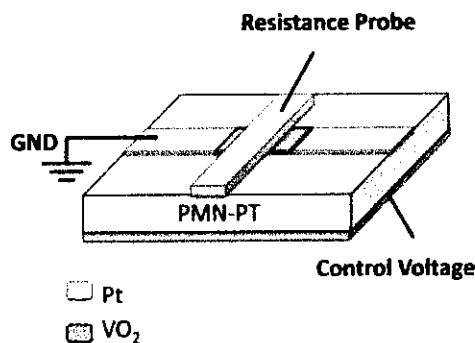 Resistance Probe
GND
PMN-PT
Control Voltage
Pt
VO₂